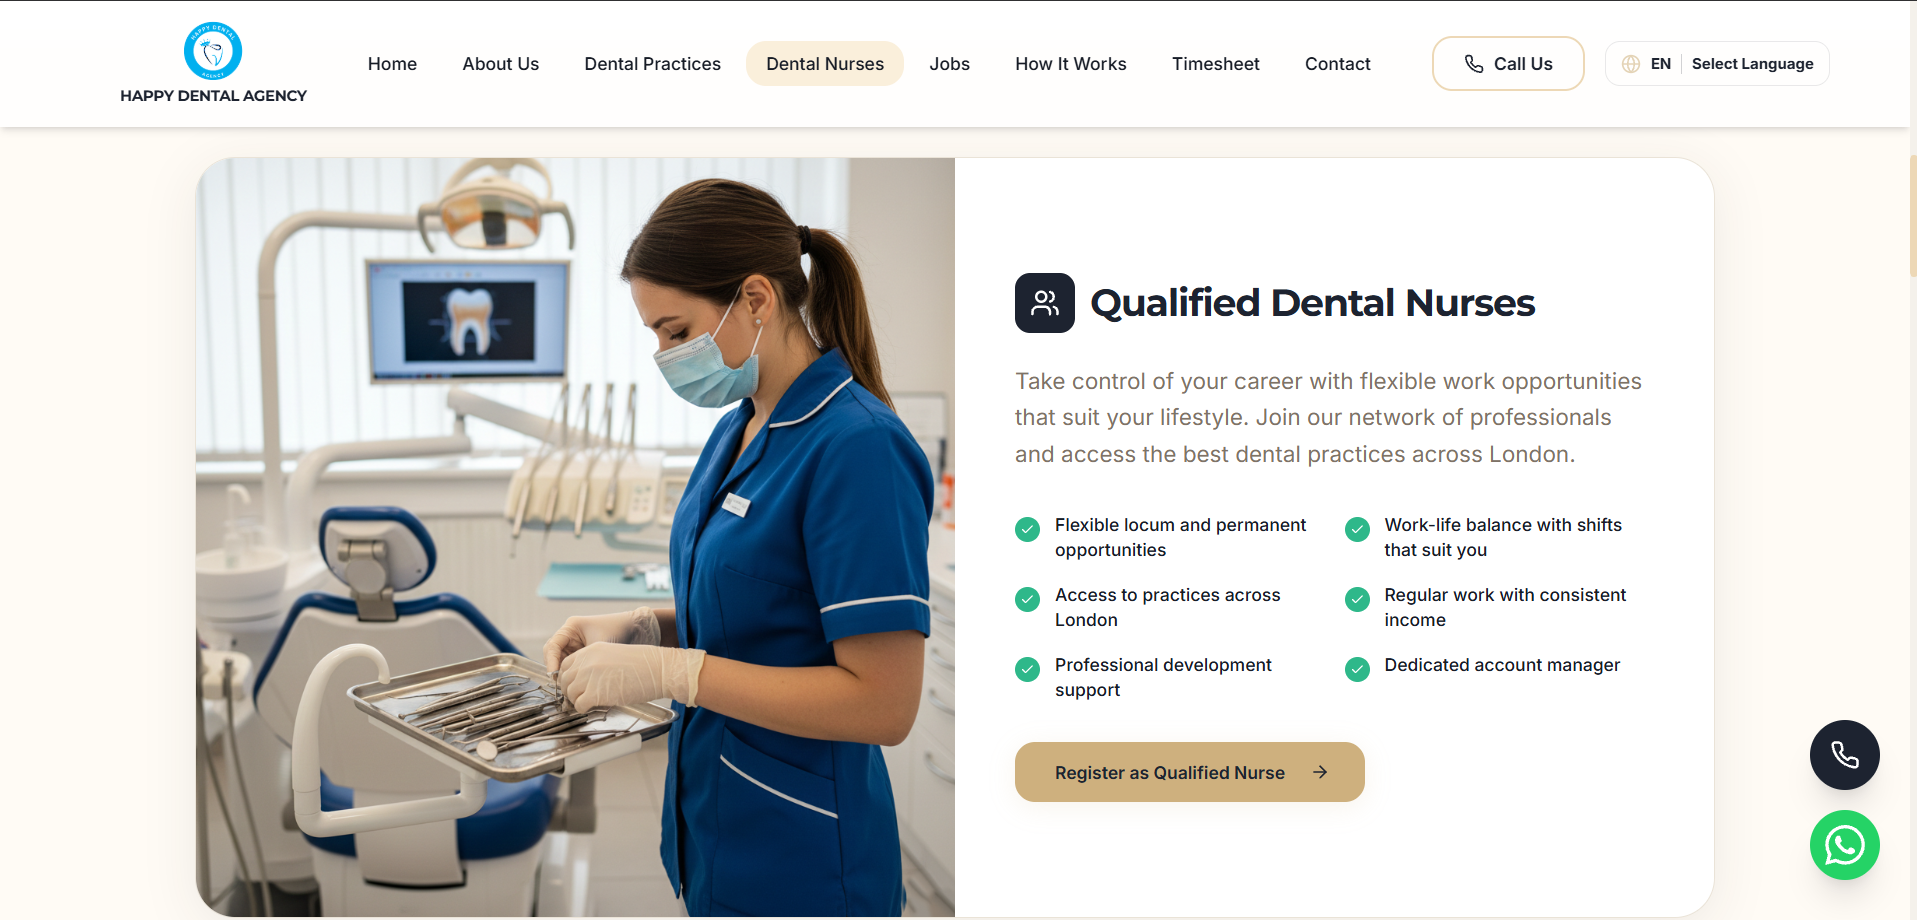 HAPPY DENTAL
AGENCY
HAPPY DENTAL AGENCY
Home
About Us
Dental Practices
Dental Nurses
Jobs
How It Works
Timesheet
Contact
Call Us
EN
Select Language
Qualified Dental Nurses
Take control of your career with flexible work opportunities
that suit your lifestyle. Join our network of professionals
and access the best dental practices across London.
Flexible locum and permanent
opportunities
Work-life balance with shifts
that suit you
Access to practices across
London
Regular work with consistent
income
Professional development
support
Dedicated account manager
Register as Qualified Nurse